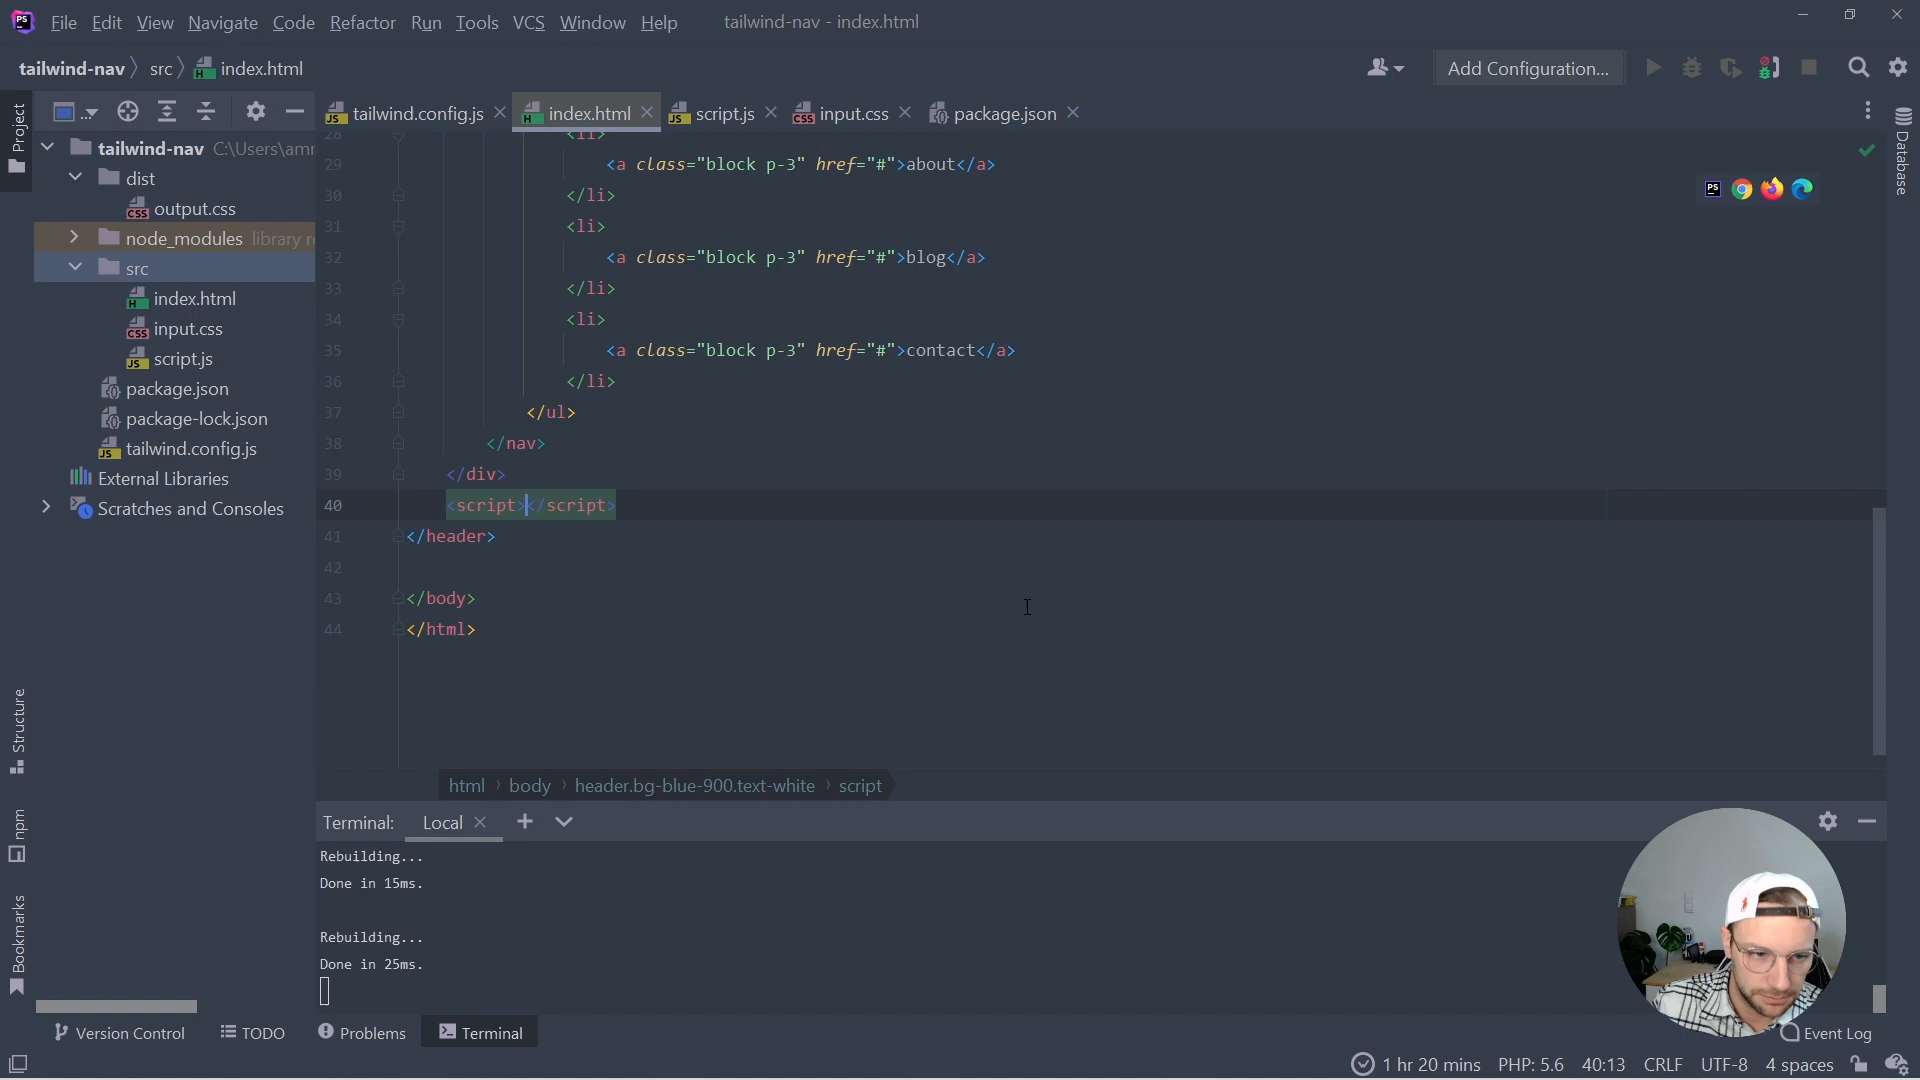 PS File Edit View Navigate Code Refactor Run Tools VCS Window Help tailwind-nav - index.html
tailwind-nav src index.html Add Configuration...
Project
tailwind.config.js index.html script.js input.css package.json
tailwind-nav C:\Users\amr
dist
output.css
node_modules library r
src
index.html
input.css
script.js
package.json
package-lock.json
tailwind.config.js
External Libraries
Scratches and Consoles
28 <li>
29 <a class="block p-3" href="#">about</a>
30 </li>
31 <li>
32 <a class="block p-3" href="#">blog</a>
33 </li>
34 <li>
35 <a class="block p-3" href="#">contact</a>
36 </li>
37 </ul>
38 </nav>
39 </div>
40 <script></script>
41 </header>
42
43 </body>
44 </html>
Database
html body header.bg-blue-900.text-white script
Structure
npm
Bookmarks
Terminal: Local
Rebuilding...
Done in 15ms.
Rebuilding...
Done in 25ms.
Version Control TODO Problems Terminal Event Log
1 hr 20 mins PHP: 5.6 40:13 CRLF UTF-8 4 spaces